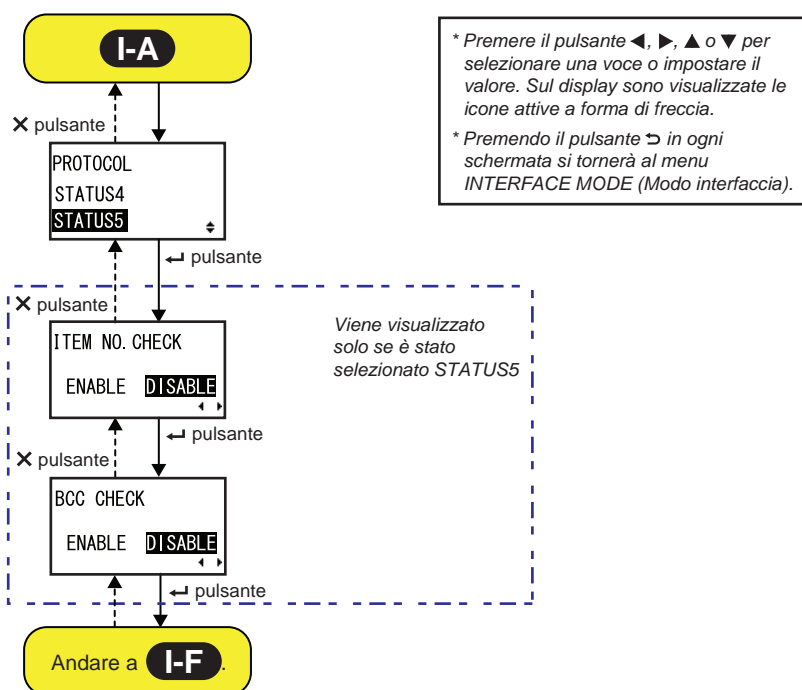 I-A
* Premere il pulsante ◀, ▶, ▲ o ▼ per
selezionare una voce o impostare il
valore. Sul display sono visualizzate le
icone attive a forma di freccia.
* Premendo il pulsante ⮌ in ogni
schermata si tornerà al menu
INTERFACE MODE (Modo interfaccia).
✕ pulsante
PROTOCOL
STATUS4
STATUS5
↵ pulsante
✕ pulsante
Viene visualizzato
solo se è stato
selezionato STATUS5
ITEM NO. CHECK
ENABLE DISABLE
↵ pulsante
✕ pulsante
BCC CHECK
ENABLE DISABLE
↵ pulsante
Andare a I-F.